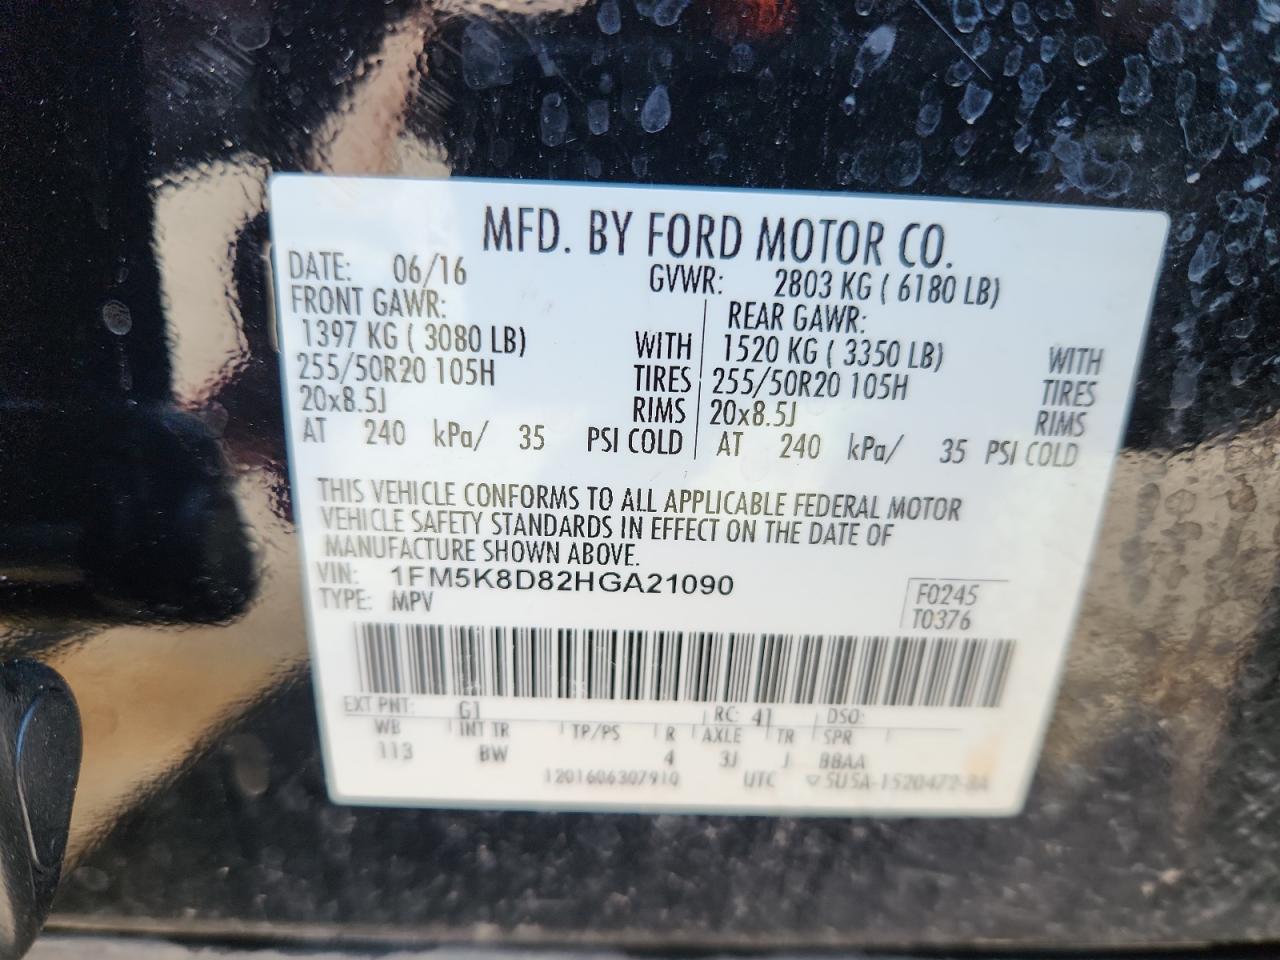 MFD. BY FORD MOTOR CO.
DATE: 06/16 GVWR: 2803 KG ( 6180 LB)
FRONT GAWR: REAR GAWR:
1397 KG ( 3080 LB) WITH 1520 KG ( 3350 LB) WITH
255/50R20 105H TIRES 255/50R20 105H TIRES
20x8.5J RIMS 20x8.5J RIMS
AT 240 kPa/ 35 PSI COLD AT 240 kPa/ 35 PSI COLD
THIS VEHICLE CONFORMS TO ALL APPLICABLE FEDERAL MOTOR
VEHICLE SAFETY STANDARDS IN EFFECT ON THE DATE OF
MANUFACTURE SHOWN ABOVE.
VIN: 1FM5K8D82HGA21090
TYPE: MPV
F0245
T0376
EXT PNT: G1 RC: 41 DSO:
WB INT TR TP/PS R AXLE TR SPR
113 BW 4 3J J BBAA
1201606307910 UTC 5U5A-1520472-BA